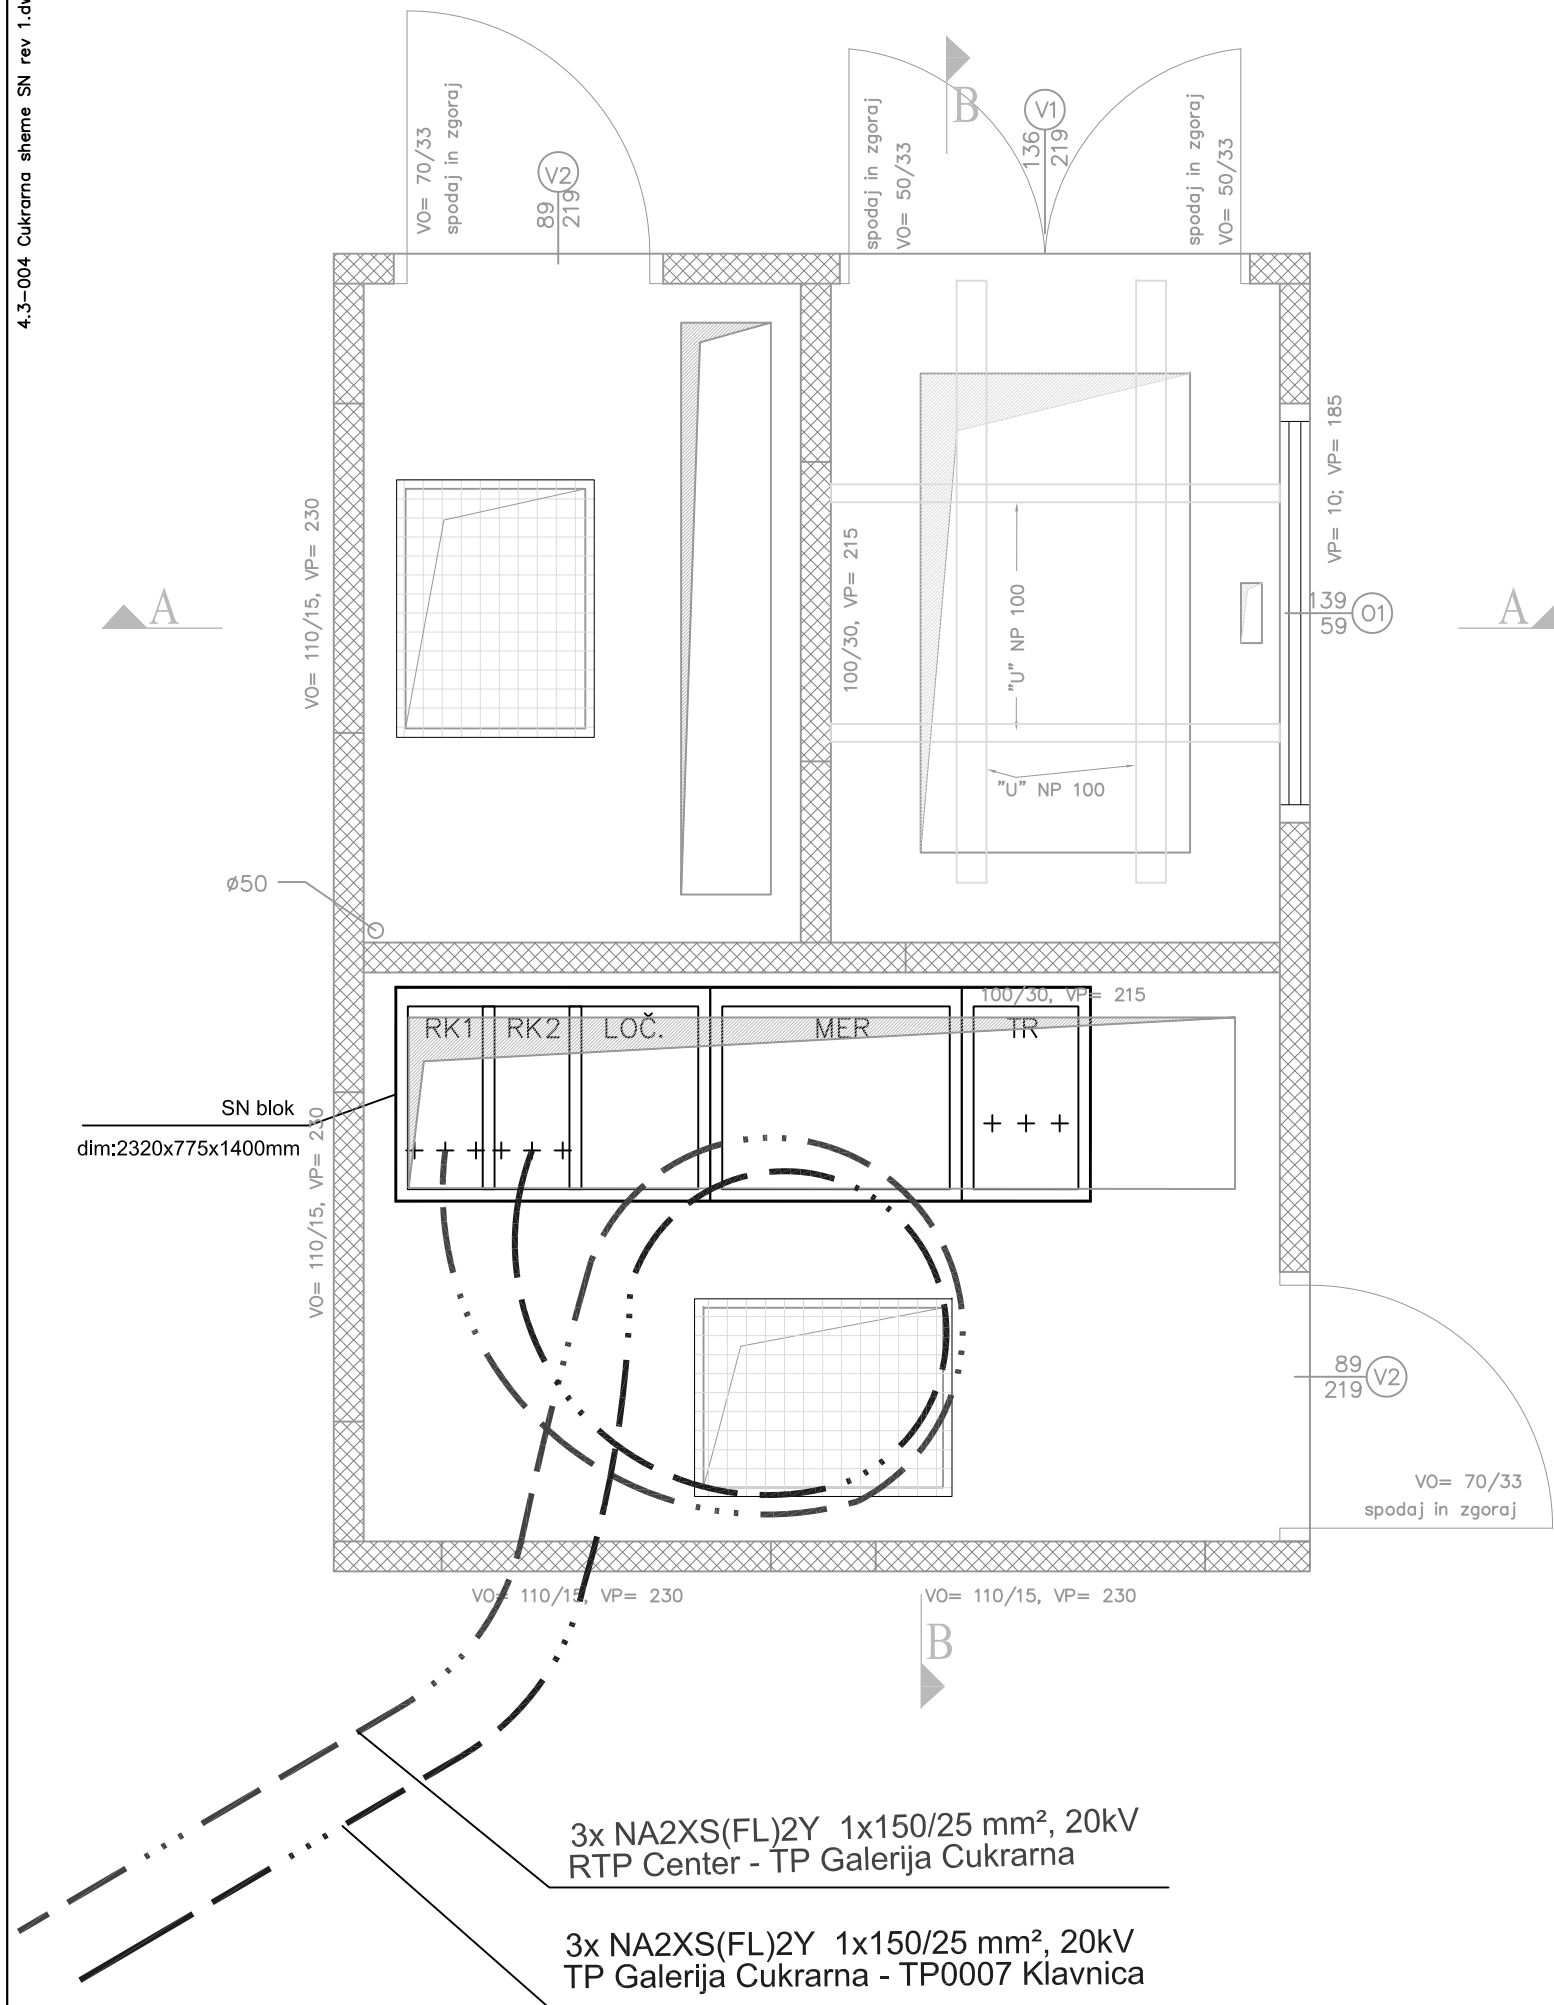 4.3-004 Cukrarna sheme SN rev 1.dw
VO= 70/33
spodaj in zgoraj
V2
89
219
spodaj in zgoraj
VO= 50/33
B
V1
136
219
spodaj in zgoraj
VO= 50/33
VO= 110/15, VP= 230
100/30, VP= 215
"U" NP 100
"U" NP 100
VP= 10; VP= 185
139
59
O1
A
A
ø50
100/30, VP= 215
RK1
RK2
LOČ.
MER
TR
SN blok
dim:2320x775x1400mm
VO= 110/15, VP= 230
89
219
V2
VO= 70/33
spodaj in zgoraj
VO= 110/15, VP= 230
VO= 110/15, VP= 230
B
3x NA2XS(FL)2Y 1x150/25 mm², 20kV
RTP Center - TP Galerija Cukrarna
3x NA2XS(FL)2Y 1x150/25 mm², 20kV
TP Galerija Cukrarna - TP0007 Klavnica